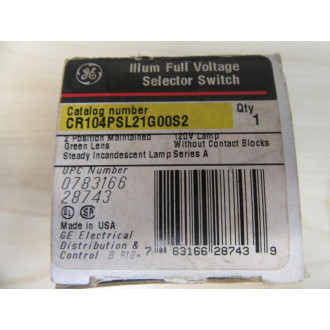 Illum Full Voltage
Selector Switch
Catalog number
Qty
CR104PSL21G00S2
1
2 Position Maintained 120V Lamp
Green Lens Without Contact Blocks
Steady Incandescent Lamp Series A
UPC Number
0783166
28743
Made in USA
GE Electrical
Distribution &
Control
7 63166 28743 9